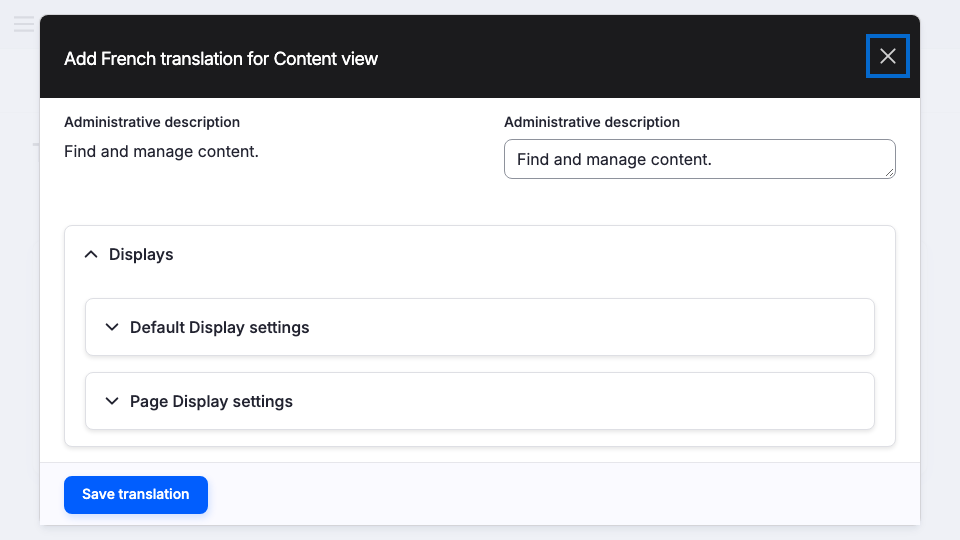 Add French translation for Content view
Administrative description
Find and manage content.
Administrative description
Find and manage content.
Displays
Default Display settings
Page Display settings
Save translation